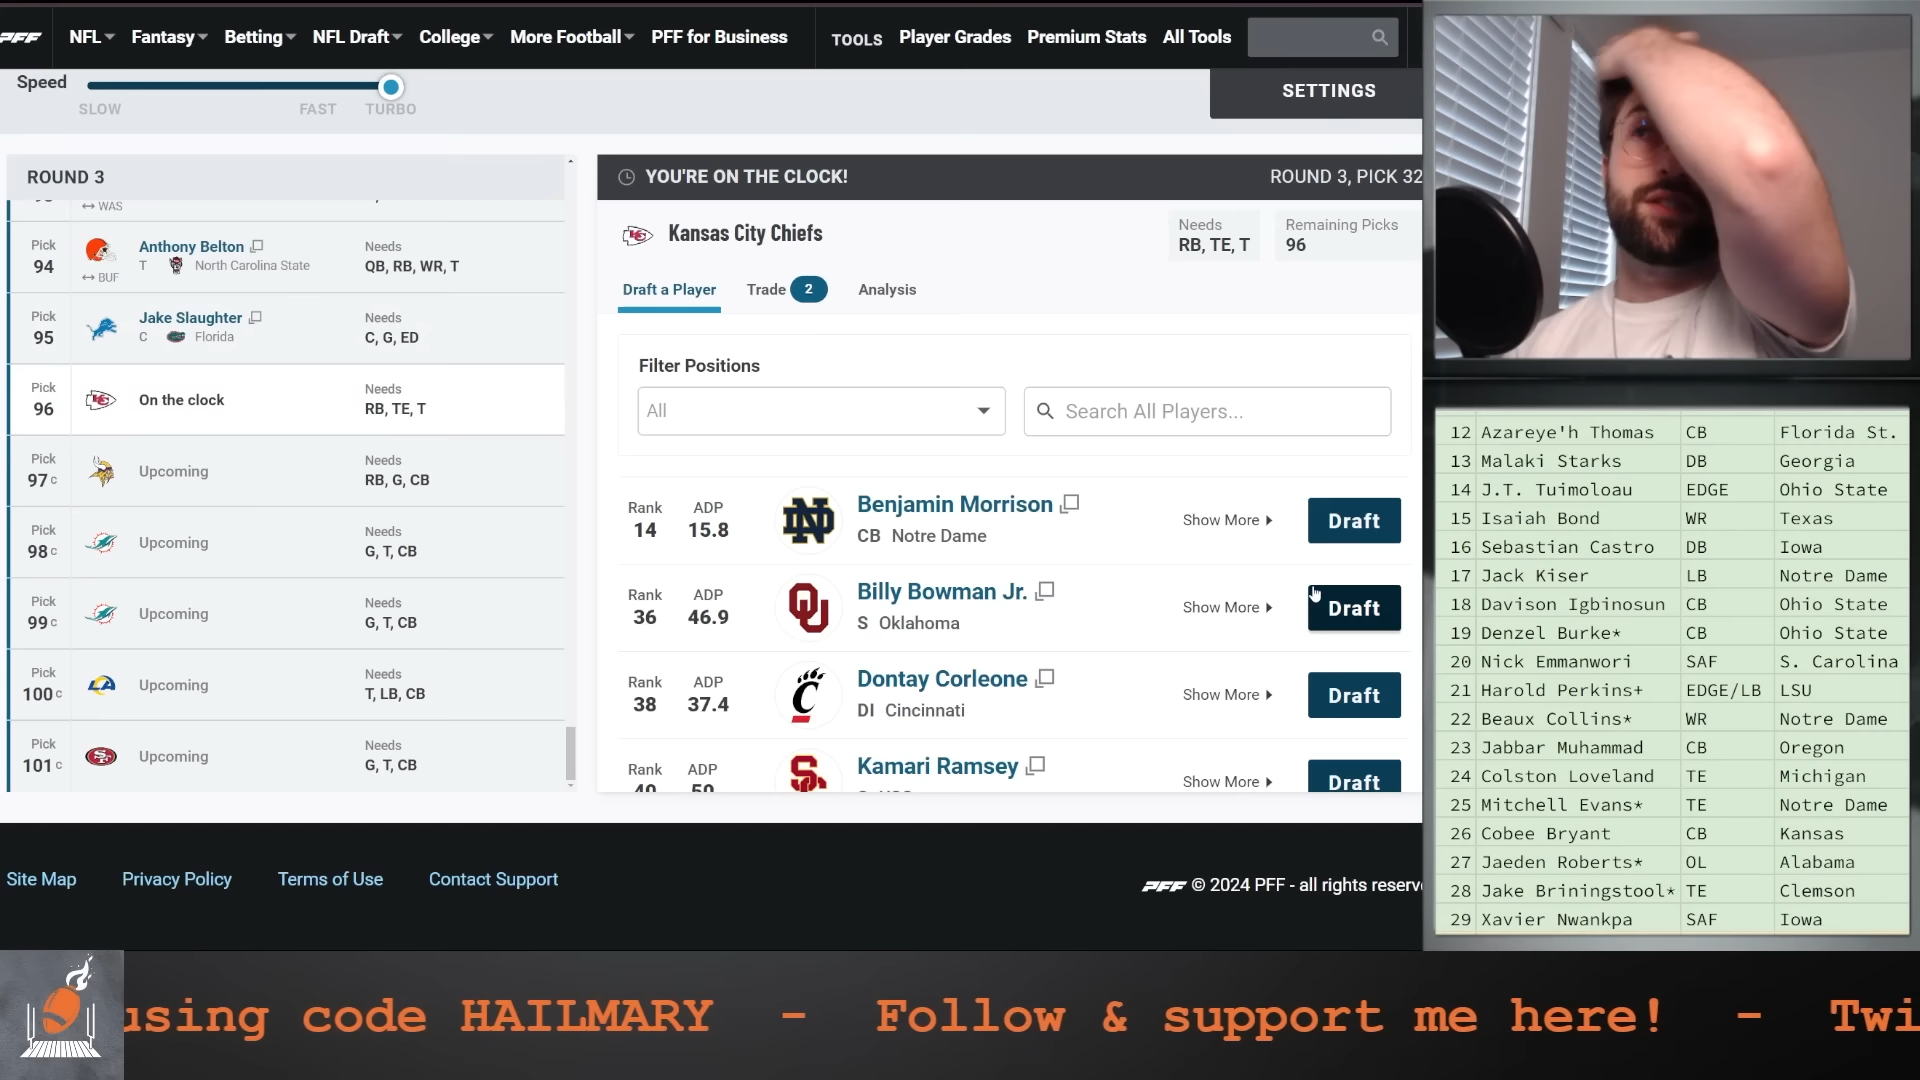 PFF NFL Fantasy Betting NFL Draft College More Football PFF for Business TOOLS Player Grades Premium Stats All Tools
Speed
SLOW FAST TURBO
SETTINGS
ROUND 3
↔ WAS
Pick 94
↔ BUF
Anthony Belton
T North Carolina State
Needs
QB, RB, WR, T
Pick 95
Jake Slaughter
C Florida
Needs
C, G, ED
Pick 96
On the clock
Needs
RB, TE, T
Pick 97 C
Upcoming
Needs
RB, G, CB
Pick 98 C
Upcoming
Needs
G, T, CB
Pick 99 C
Upcoming
Needs
G, T, CB
Pick 100 C
Upcoming
Needs
T, LB, CB
Pick 101 C
Upcoming
Needs
G, T, CB
YOU'RE ON THE CLOCK! ROUND 3, PICK 32
Kansas City Chiefs
Needs
RB, TE, T
Remaining Picks
96
Draft a Player Trade 2 Analysis
Filter Positions
All
Search All Players...
Rank 14 ADP 15.8
Benjamin Morrison
CB Notre Dame
Show More Draft
Rank 36 ADP 46.9
Billy Bowman Jr.
S Oklahoma
Show More Draft
Rank 38 ADP 37.4
Dontay Corleone
DI Cincinnati
Show More Draft
Rank 40 ADP 50
Kamari Ramsey
Show More Draft
Site Map Privacy Policy Terms of Use Contact Support
PFF © 2024 PFF - all rights reserv
12 Azareye'h Thomas CB Florida St.
13 Malaki Starks DB Georgia
14 J.T. Tuimoloau EDGE Ohio State
15 Isaiah Bond WR Texas
16 Sebastian Castro DB Iowa
17 Jack Kiser LB Notre Dame
18 Davison Igbinosun CB Ohio State
19 Denzel Burke* CB Ohio State
20 Nick Emmanwori SAF S. Carolina
21 Harold Perkins+ EDGE/LB LSU
22 Beaux Collins* WR Notre Dame
23 Jabbar Muhammad CB Oregon
24 Colston Loveland TE Michigan
25 Mitchell Evans* TE Notre Dame
26 Cobee Bryant CB Kansas
27 Jaeden Roberts* OL Alabama
28 Jake Briningstool* TE Clemson
29 Xavier Nwankpa SAF Iowa
using code HAILMARY - Follow & support me here! - Twi